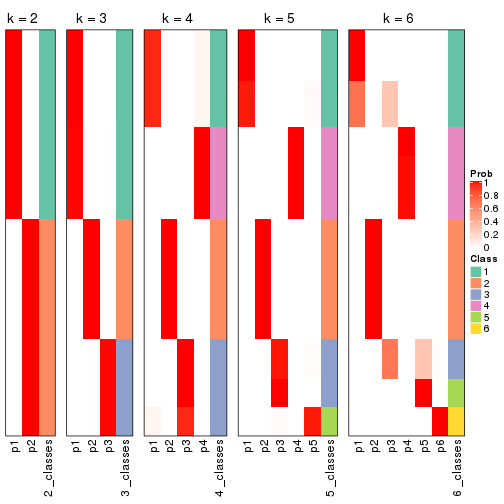 k = 2
k = 3
k = 4
k = 5
k = 6
Prob
1
0.8
0.6
0.4
0.2
0
Class
1
2
3
4
5
6
p1
p2
2_classes
p1
p2
p3
3_classes
p1
p2
p3
p4
4_classes
p1
p2
p3
p4
p5
5_classes
p1
p2
p3
p4
p5
p6
6_classes